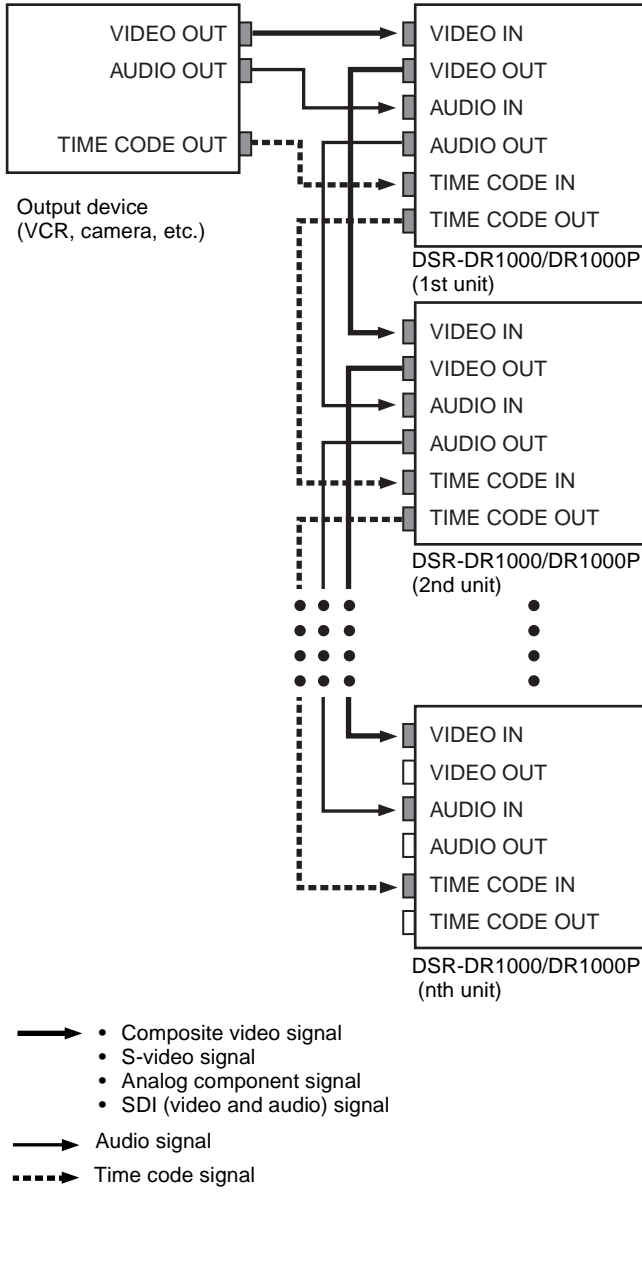 VIDEO OUT
AUDIO OUT
TIME CODE OUT
Output device
(VCR, camera, etc.)
VIDEO IN
VIDEO OUT
AUDIO IN
AUDIO OUT
TIME CODE IN
TIME CODE OUT
DSR-DR1000/DR1000P
(1st unit)
VIDEO IN
VIDEO OUT
AUDIO IN
AUDIO OUT
TIME CODE IN
TIME CODE OUT
DSR-DR1000/DR1000P
(2nd unit)
VIDEO IN
VIDEO OUT
AUDIO IN
AUDIO OUT
TIME CODE IN
TIME CODE OUT
DSR-DR1000/DR1000P
(nth unit)
• Composite video signal
• S-video signal
• Analog component signal
• SDI (video and audio) signal
Audio signal
Time code signal